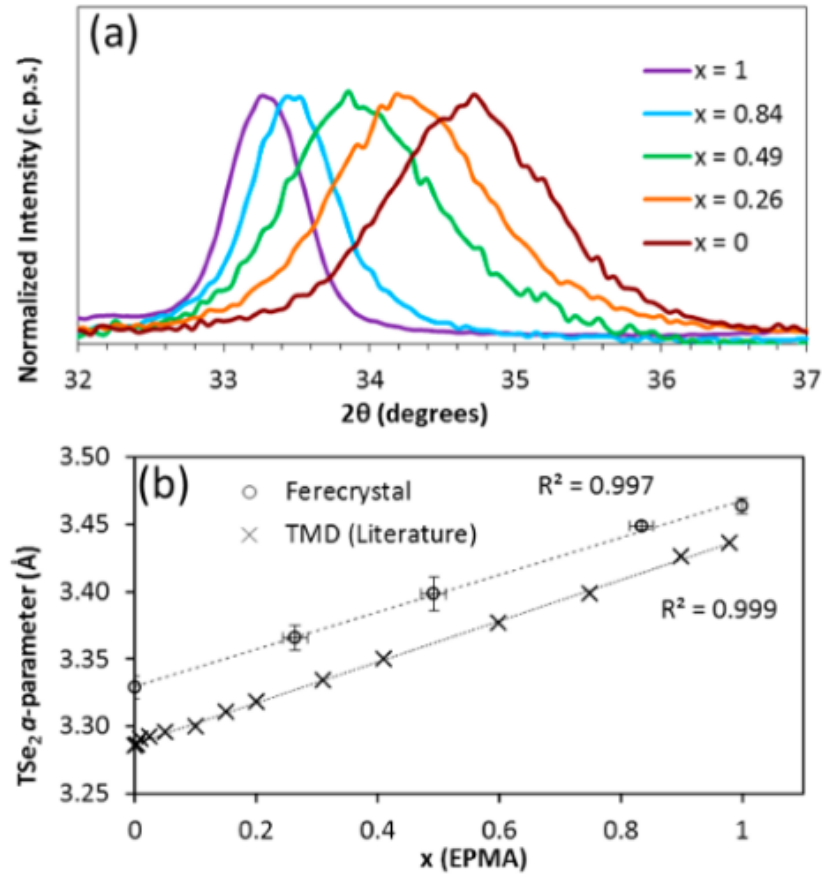 (a)
Normalized Intensity (c.p.s.)
x = 1
x = 0.84
x = 0.49
x = 0.26
x = 0
32 33 34 35 36 37
2θ (degrees)
(b)
TSe₂ a-parameter (Å)
3.50
3.45
3.40
3.35
3.30
3.25
Ferecrystal
TMD (Literature)
R² = 0.997
R² = 0.999
0 0.2 0.4 0.6 0.8 1
x (EPMA)